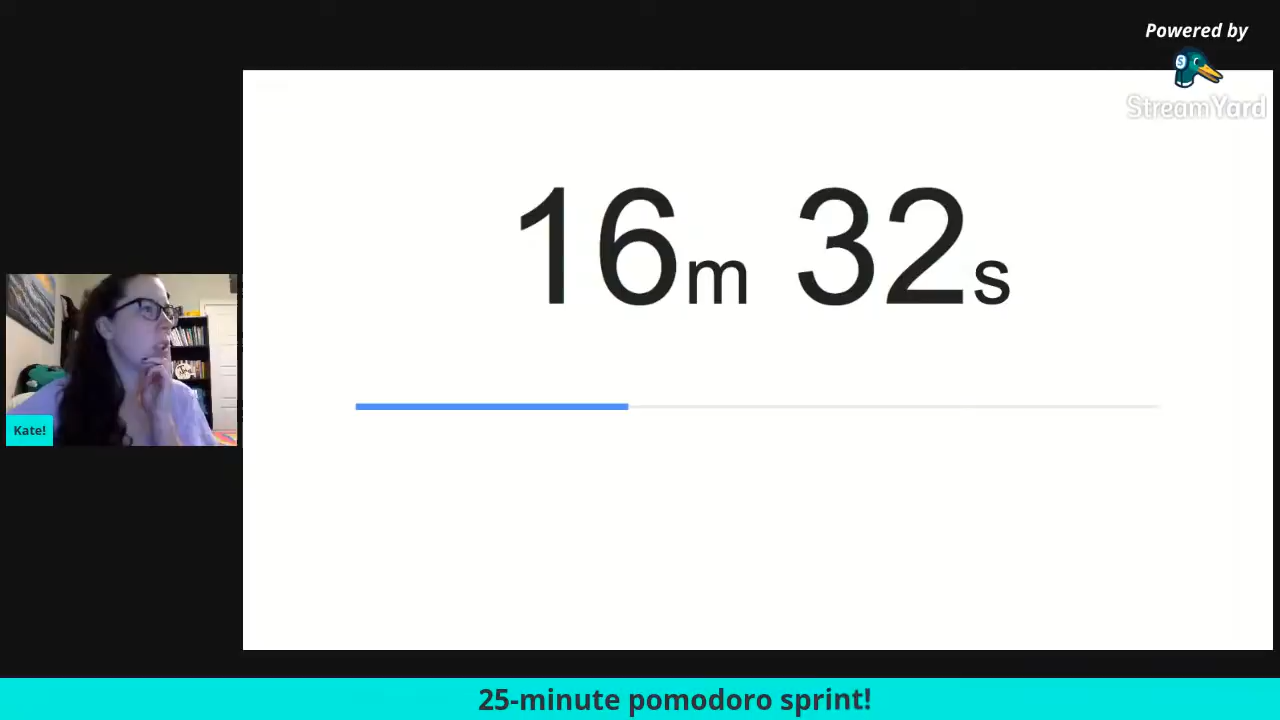 Powered by
StreamYard
16m 32s
Kate!
25-minute pomodoro sprint!